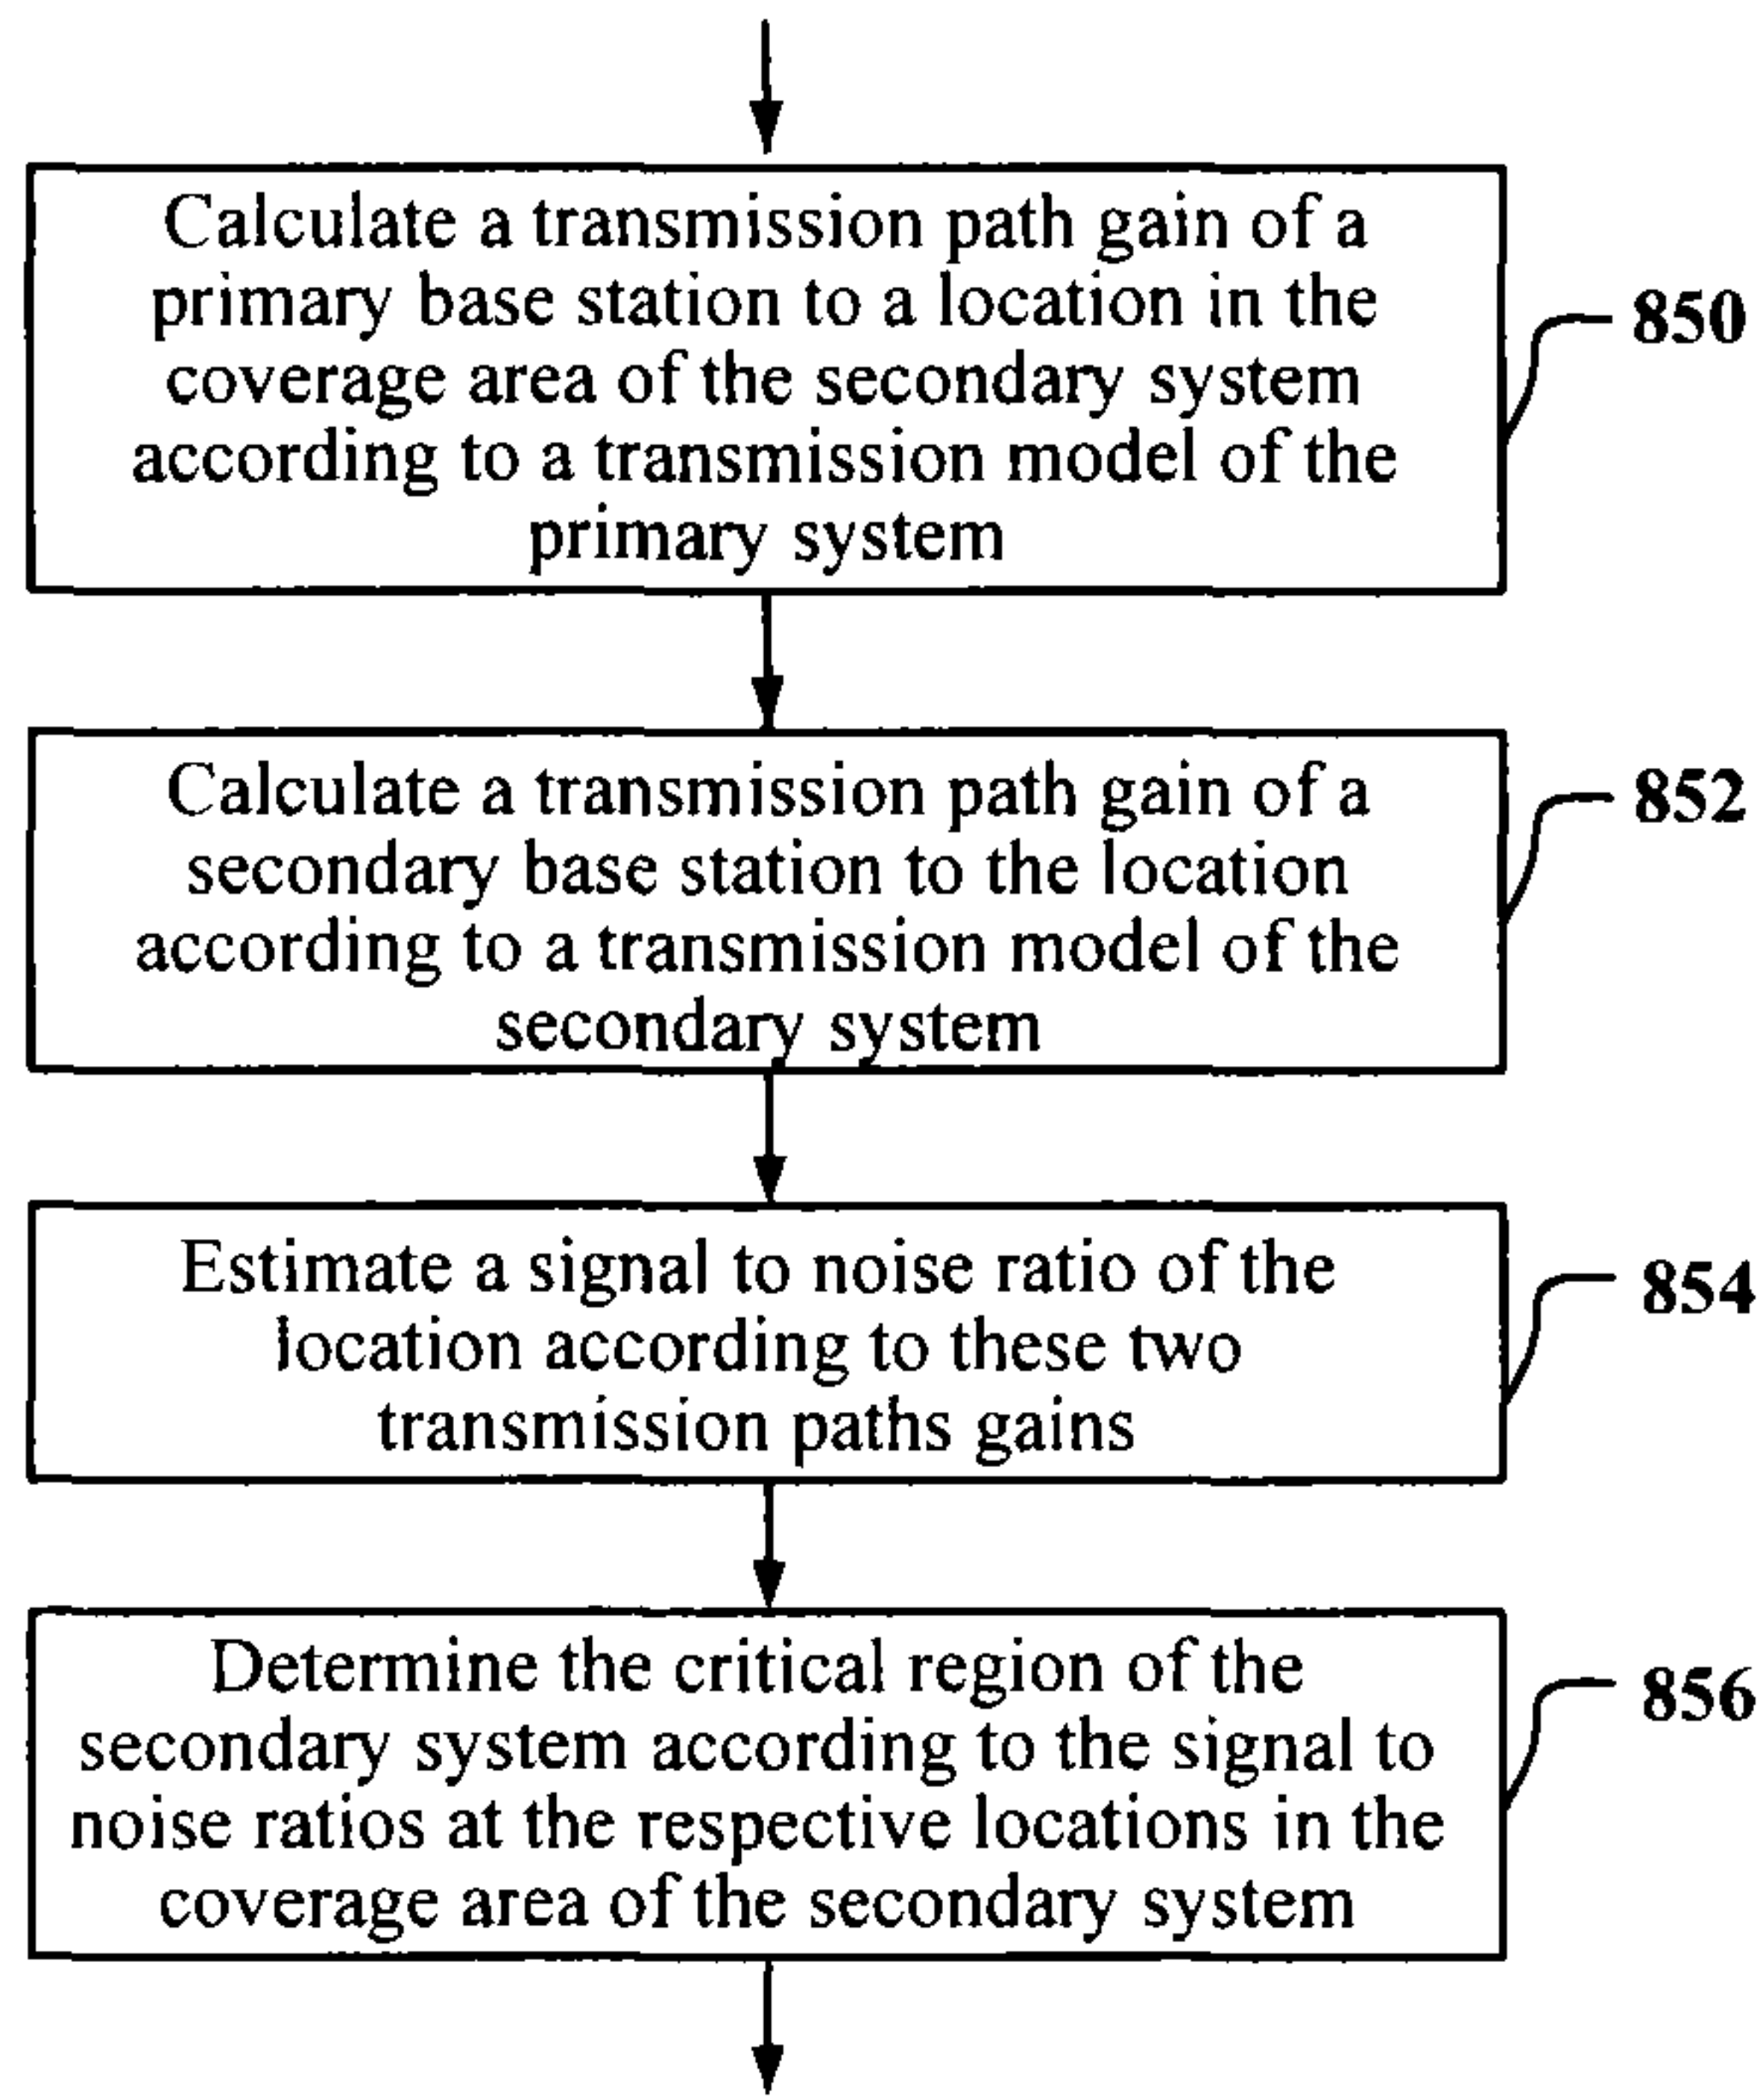 Calculate a transmission path gain of a
primary base station to a location in the
coverage area of the secondary system
according to a transmission model of the
primary system
850
Calculate a transmission path gain of a
secondary base station to the location
according to a transmission model of the
secondary system
852
Estimate a signal to noise ratio of the
location according to these two
transmission paths gains
854
Determine the critical region of the
secondary system according to the signal to
noise ratios at the respective locations in the
coverage area of the secondary system
856